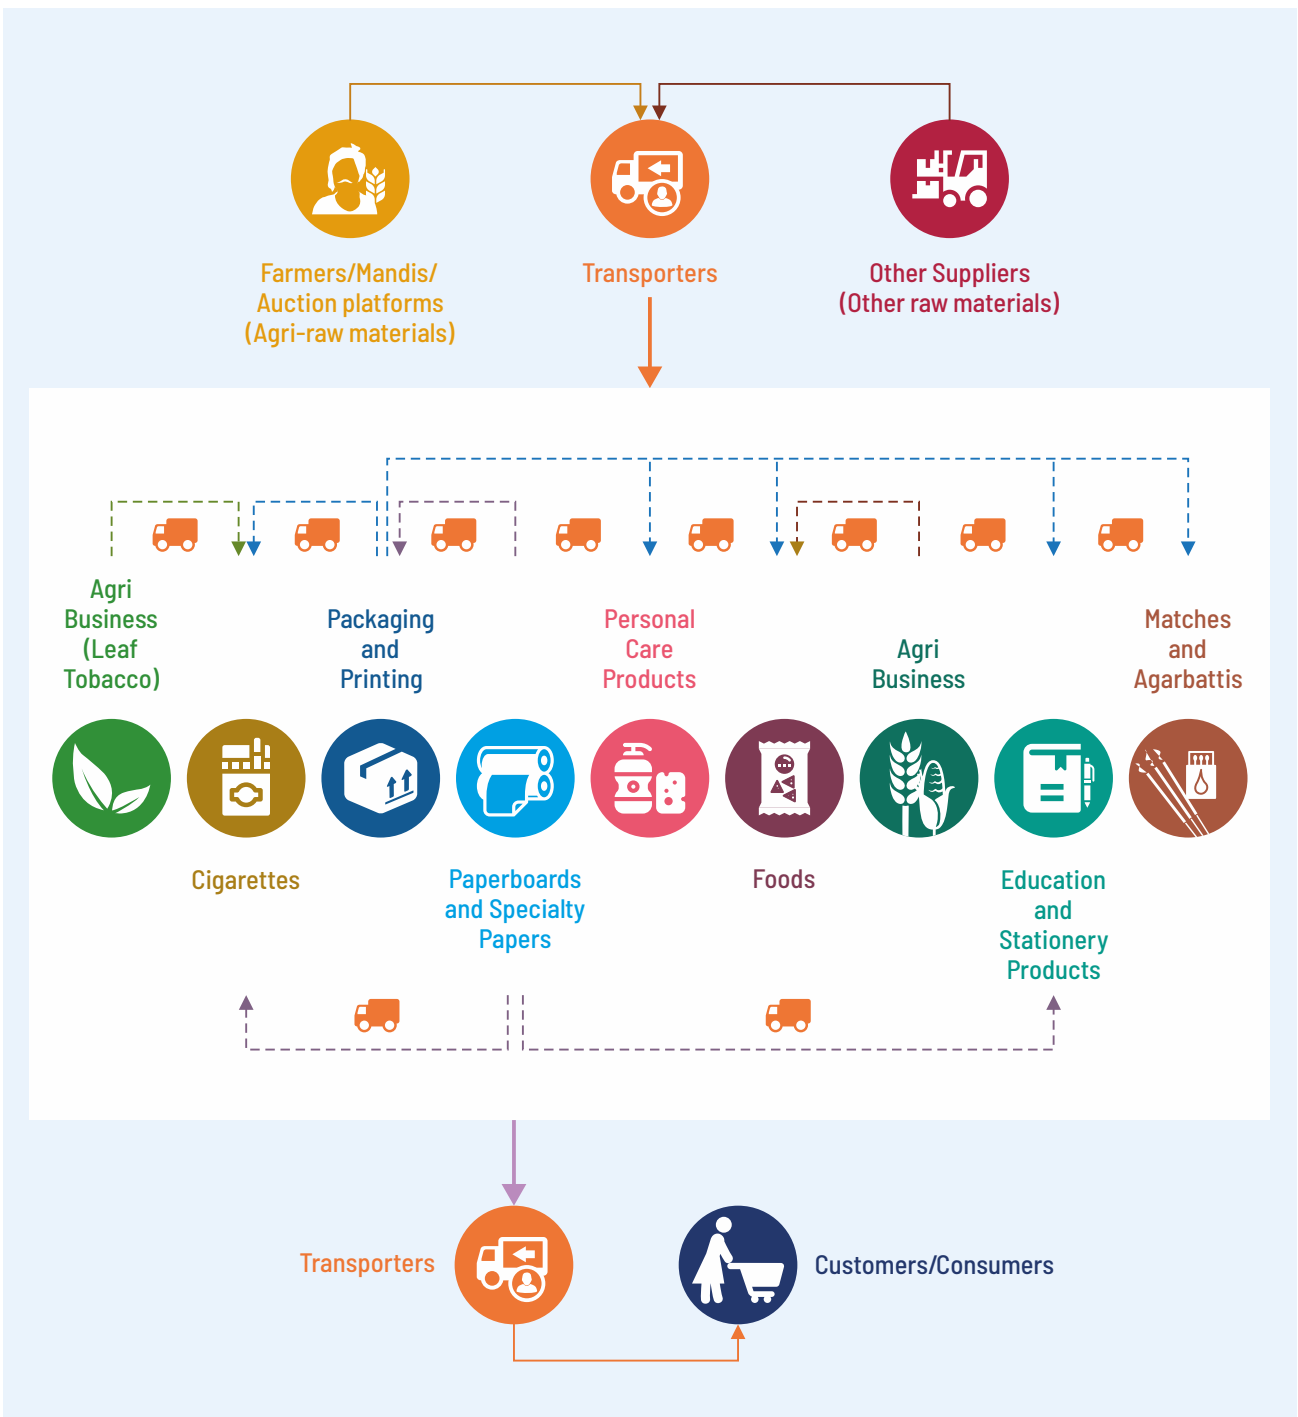 Farmers/Mandis/
Auction platforms
(Agri-raw materials)
Transporters
Other Suppliers
(Other raw materials)
Agri
Business
(Leaf
Tobacco)
Packaging
and
Printing
Personal
Care
Products
Agri
Business
Matches
and
Agarbattis
Cigarettes
Paperboards
and Specialty
Papers
Foods
Education
and
Stationery
Products
Transporters
Customers/Consumers